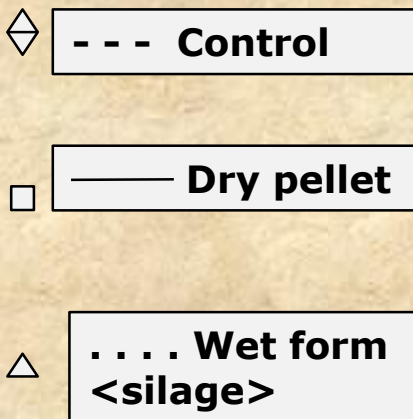 - - - Control
——— Dry pellet
. . . . Wet form
<silage>